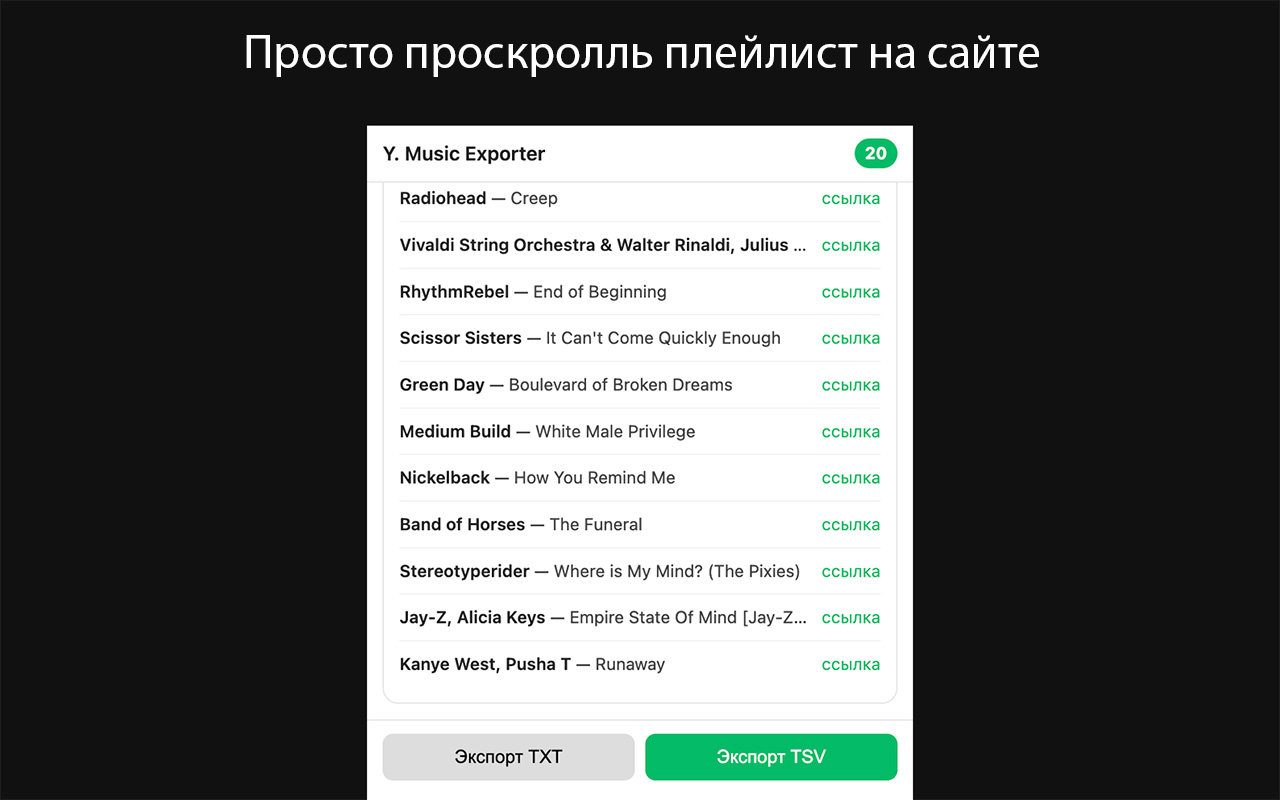 Просто проскролль плейлист на сайте
Y. Music Exporter 20
Radiohead — Creep ссылка
Vivaldi String Orchestra & Walter Rinaldi, Julius ... ссылка
RhythmRebel — End of Beginning ссылка
Scissor Sisters — It Can't Come Quickly Enough ссылка
Green Day — Boulevard of Broken Dreams ссылка
Medium Build — White Male Privilege ссылка
Nickelback — How You Remind Me ссылка
Band of Horses — The Funeral ссылка
Stereotyperider — Where is My Mind? (The Pixies) ссылка
Jay-Z, Alicia Keys — Empire State Of Mind [Jay-Z... ссылка
Kanye West, Pusha T — Runaway ссылка
Экспорт TXT Экспорт TSV